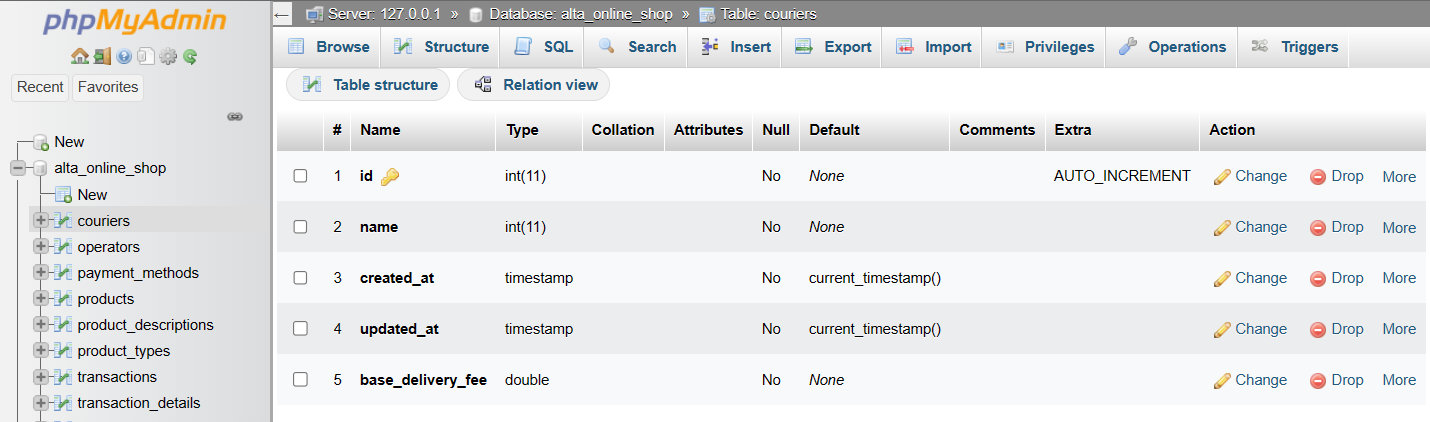 phpMyAdmin
Recent Favorites
New
alta_online_shop
New
couriers
operators
payment_methods
products
product_descriptions
product_types
transactions
transaction_details
← Server: 127.0.0.1 » Database: alta_online_shop » Table: couriers
Browse Structure SQL Search Insert Export Import Privileges Operations Triggers
Table structure Relation view
# Name Type Collation Attributes Null Default Comments Extra Action
1 id int(11) No None AUTO_INCREMENT Change Drop More
2 name int(11) No None Change Drop More
3 created_at timestamp No current_timestamp() Change Drop More
4 updated_at timestamp No current_timestamp() Change Drop More
5 base_delivery_fee double No None Change Drop More